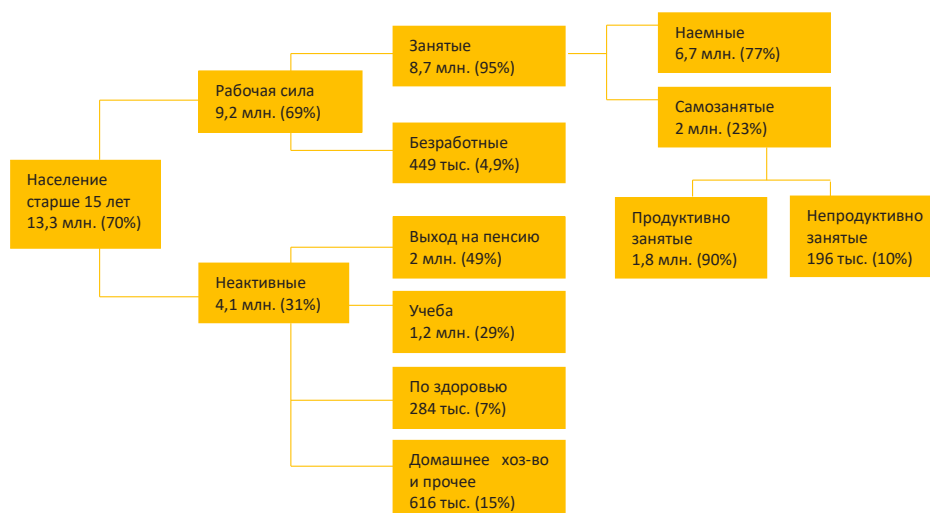 Население
старше 15 лет
13,3 млн. (70%)
Рабочая сила
9,2 млн. (69%)
Неактивные
4,1 млн. (31%)
Занятые
8,7 млн. (95%)
Безработные
449 тыс. (4,9%)
Выход на пенсию
2 млн. (49%)
Учеба
1,2 млн. (29%)
По здоровью
284 тыс. (7%)
Домашнее хоз-во
и прочее
616 тыс. (15%)
Наемные
6,7 млн. (77%)
Самозанятые
2 млн. (23%)
Продуктивно
занятые
1,8 млн. (90%)
Непродуктивно
занятые
196 тыс. (10%)